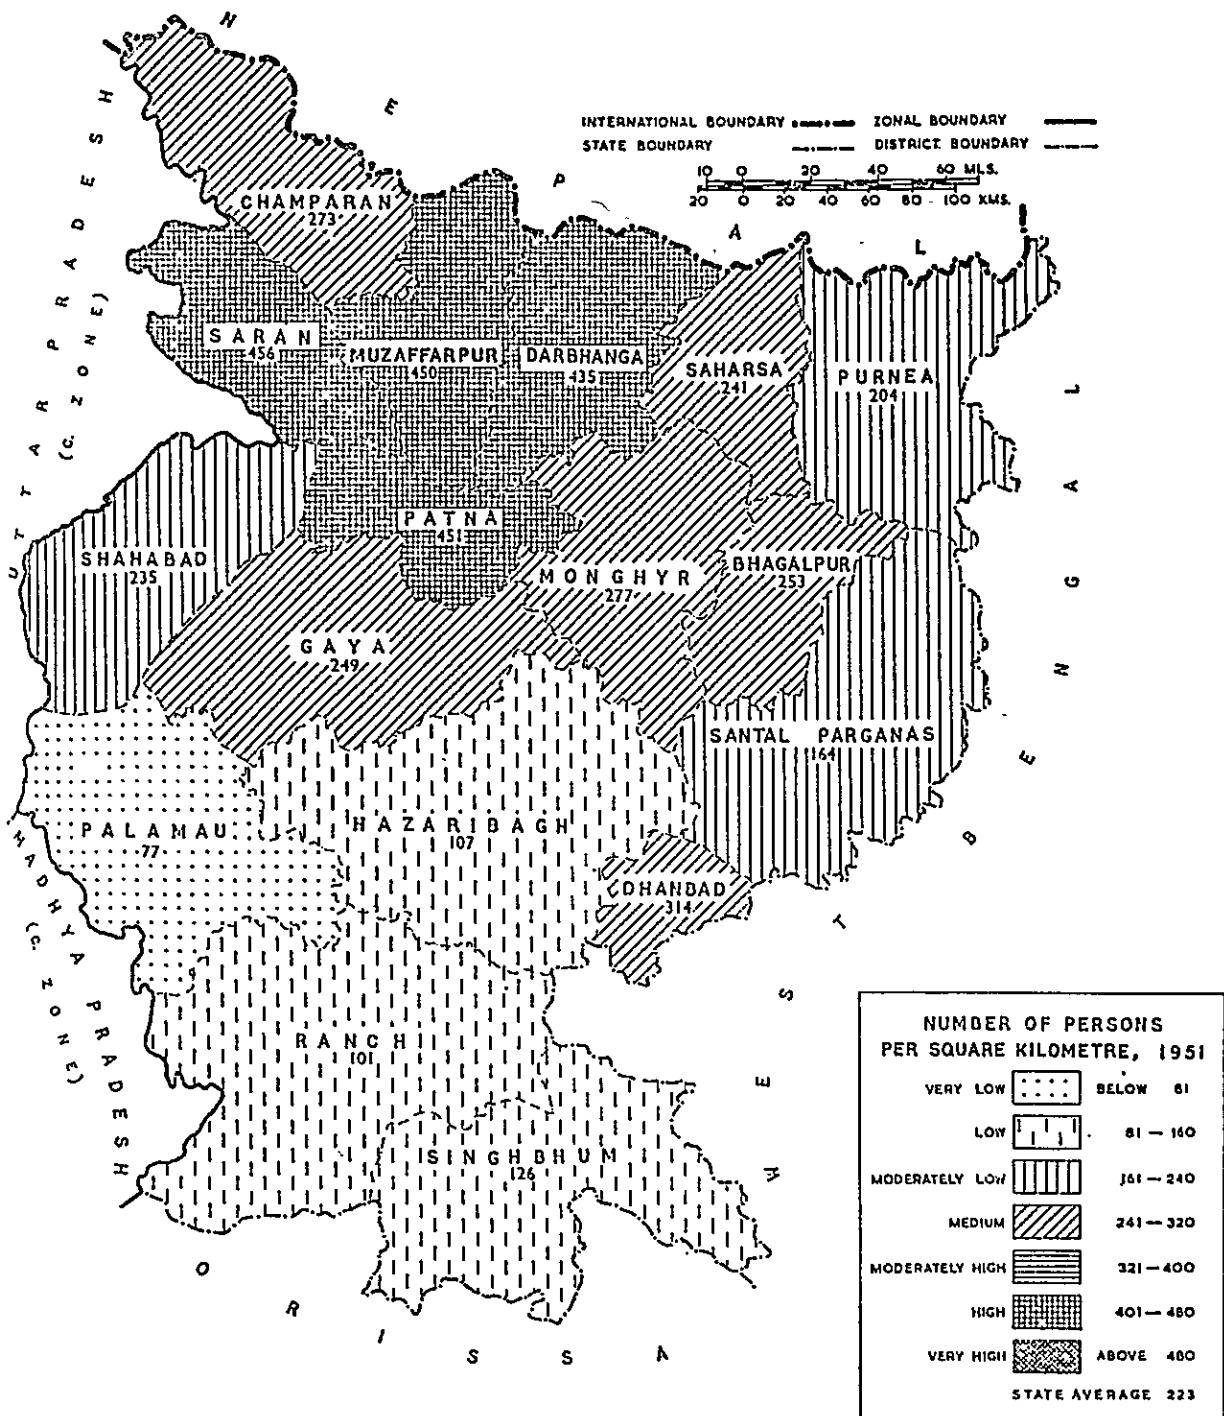 NEPAL
INTERNATIONAL BOUNDARY
ZONAL BOUNDARY
STATE BOUNDARY
DISTRICT BOUNDARY
10 0 20 40 60 MLS.
20 0 20 40 60 80 100 KMS.
UTTAR PRADESH
(C. ZONE)
CHAMPARAN
273
SARAN
456
MUZAFFARPUR
450
DARBHANGA
435
SAHARSA
241
PURNEA
204
PATNA
451
SHAHABAD
235
MONGHYR
277
BHAGALPUR
253
GAYA
249
SANTAL PARGANAS
164
PALAMAU
77
HAZARIBAGH
107
DHANBAD
314
MADHYA PRADESH
(C. ZONE)
RANCHI
101
SINGHBHUM
126
WEST BENGAL
ORISSA
NUMBER OF PERSONS
PER SQUARE KILOMETRE, 1951
VERY LOW BELOW 81
LOW 81 — 160
MODERATELY LOW 161 — 240
MEDIUM 241 — 320
MODERATELY HIGH 321 — 400
HIGH 401 — 480
VERY HIGH ABOVE 480
STATE AVERAGE 223